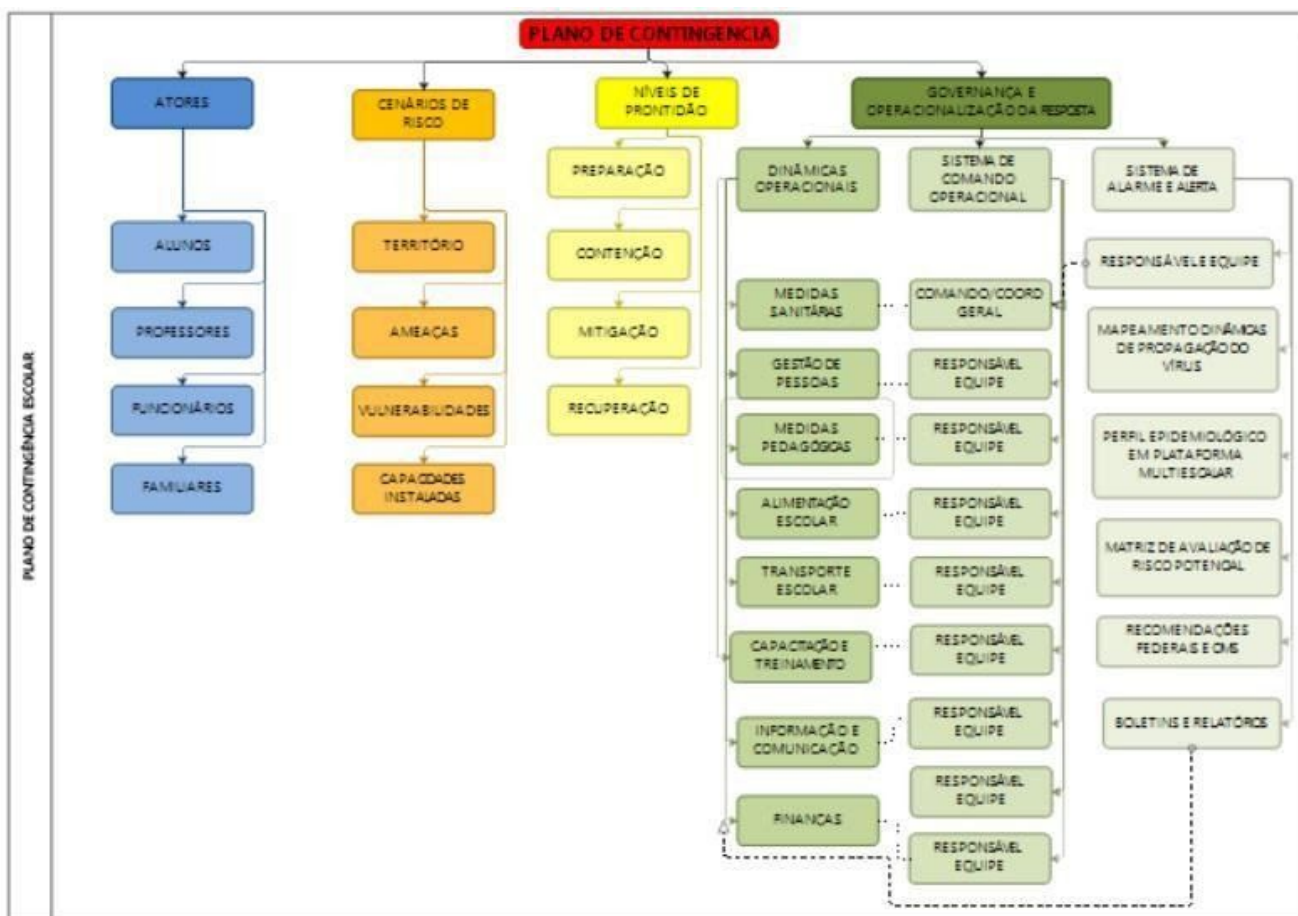 PLANO DE CONTINGÊNCIA ESCOLAR
PLANO DE CONTINGENCIA
ATORES
ALUNOS
PROFESSORES
FUNCIONÁRIOS
FAMILIARES
CENÁRIOS DE
RISCO
TERRITÓRIO
AMEAÇAS
VULNERABILIDADES
CAPACIDADES
INSTALADAS
NÍVEIS DE
PRONTIDÃO
PREPARAÇÃO
CONTENÇÃO
MITIGAÇÃO
RECUPERAÇÃO
GOVERNANÇA E
OPERACIONALIZAÇÃO DA RESPOSTA
DINÂMICAS
OPERACIONAIS
MEDIDAS
SANITÁRIAS
GESTÃO DE
PESSOAS
MEDIDAS
PEDAGÓGICAS
ALIMENTAÇÃO
ESCOLAR
TRANSPORTE
ESCOLAR
CAPACITAÇÃO E
TREINAMENTO
INFORMAÇÃO E
COMUNICAÇÃO
FINANÇAS
SISTEMA DE
COMANDO
OPERACIONAL
COMANDO/COORD
GERAL
RESPONSÁVEL
EQUIPE
RESPONSÁVEL
EQUIPE
RESPONSÁVEL
EQUIPE
RESPONSÁVEL
EQUIPE
RESPONSÁVEL
EQUIPE
RESPONSÁVEL
EQUIPE
RESPONSÁVEL
EQUIPE
RESPONSÁVEL
EQUIPE
SISTEMA DE
ALARME E ALERTA
RESPONSÁVEL E EQUIPE
MAPEAMENTO DINÂMICAS
DE PROPAGAÇÃO DO
VÍRUS
PERFIL EPIDEMIOLÓGICO
EM PLATAFORMA
MULTIESCALAR
MATRIZ DE AVALIAÇÃO DE
RISCO POTENCIAL
RECOMENDAÇÕES
FEDERAIS E OMS
BOLETINS E RELATÓRIOS